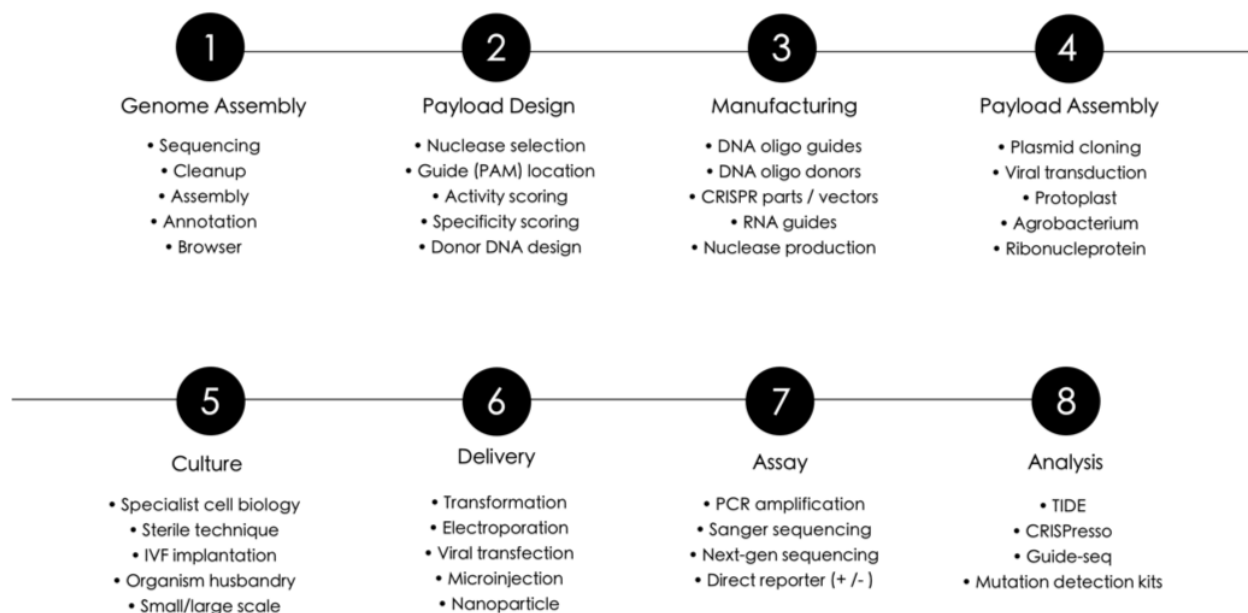 1
Genome Assembly
• Sequencing
• Cleanup
• Assembly
• Annotation
• Browser
2
Payload Design
• Nuclease selection
• Guide (PAM) location
• Activity scoring
• Specificity scoring
• Donor DNA design
3
Manufacturing
• DNA oligo guides
• DNA oligo donors
• CRISPR parts / vectors
• RNA guides
• Nuclease production
4
Payload Assembly
• Plasmid cloning
• Viral transduction
• Protoplast
• Agrobacterium
• Ribonucleprotein
5
Culture
• Specialist cell biology
• Sterile technique
• IVF implantation
• Organism husbandry
• Small/large scale
6
Delivery
• Transformation
• Electroporation
• Viral transfection
• Microinjection
• Nanoparticle
7
Assay
• PCR amplification
• Sanger sequencing
• Next-gen sequencing
• Direct reporter (+ /- )
8
Analysis
• TIDE
• CRISPresso
• Guide-seq
• Mutation detection kits